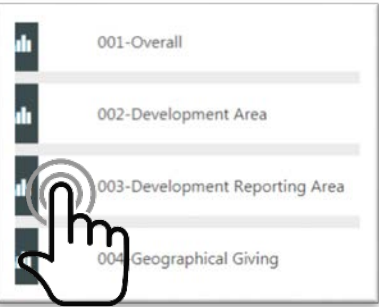 001-Overall
002-Development Area
003-Development Reporting Area
004-Geographical Giving